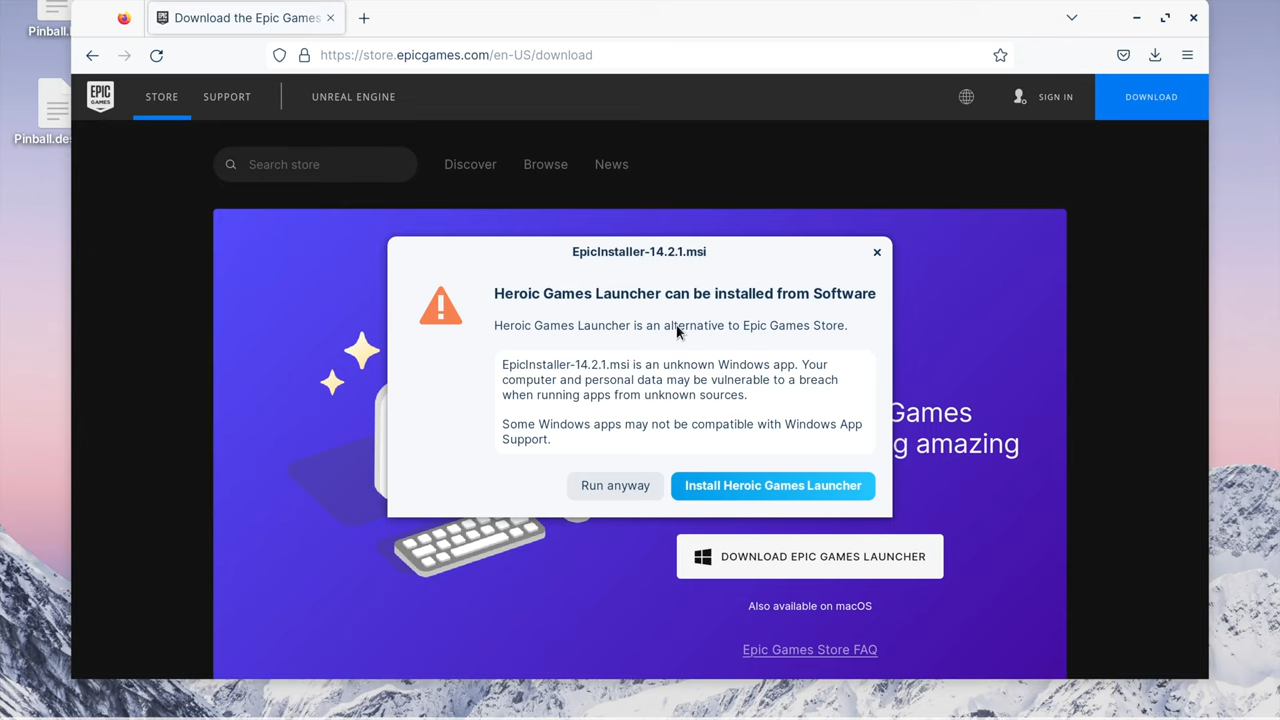 Pinball.
Download the Epic Games
https://store.epicgames.com/en-US/download
EPIC
GAMES
STORE
SUPPORT
UNREAL ENGINE
SIGN IN
DOWNLOAD
Pinball.des
Search store
Discover
Browse
News
EpicInstaller-14.2.1.msi
Heroic Games Launcher can be installed from Software
Heroic Games Launcher is an alternative to Epic Games Store.
EpicInstaller-14.2.1.msi is an unknown Windows app. Your
computer and personal data may be vulnerable to a breach
when running apps from unknown sources.
Some Windows apps may not be compatible with Windows App
Support.
Run anyway
Install Heroic Games Launcher
Games
g amazing
DOWNLOAD EPIC GAMES LAUNCHER
Also available on macOS
Epic Games Store FAQ